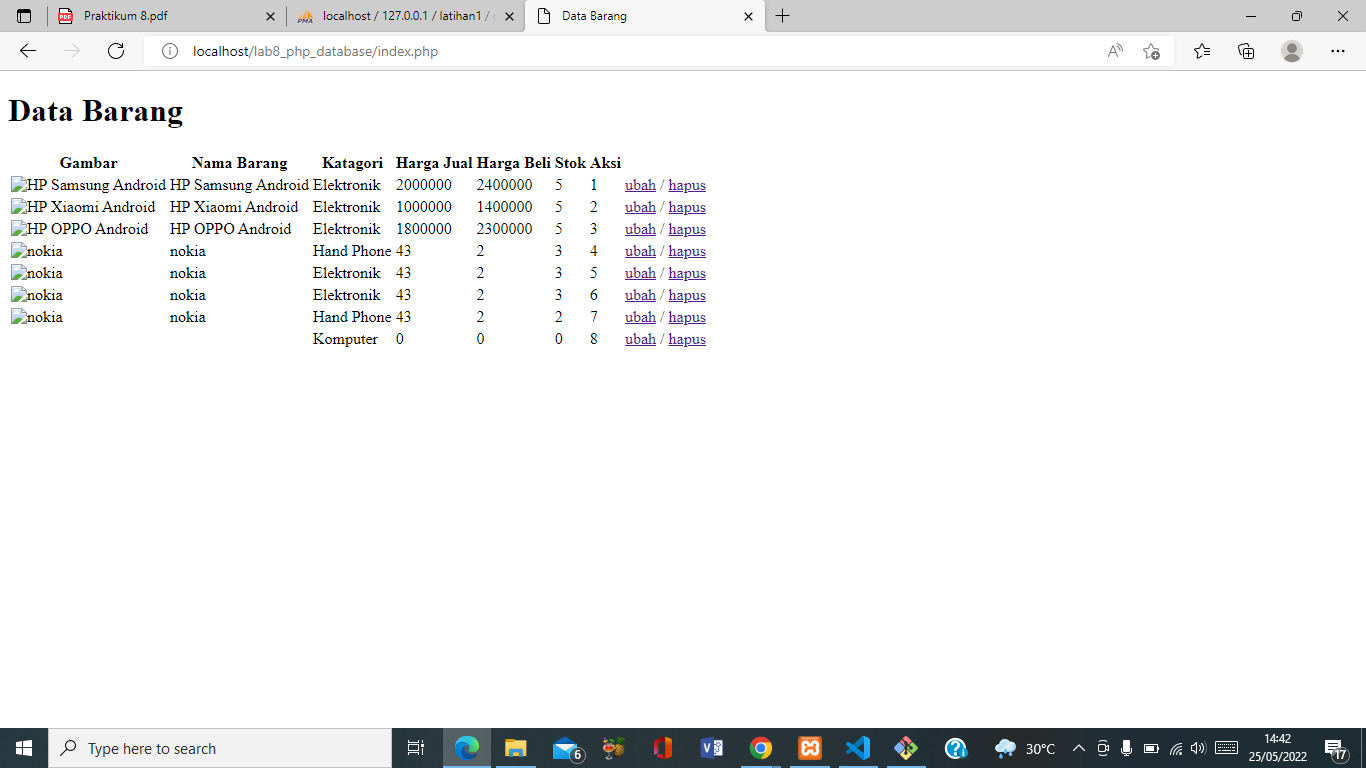 Praktikum 8.pdf
localhost / 127.0.0.1 / latihan1 /
Data Barang
localhost/lab8_php_database/index.php
Data Barang
Gambar Nama Barang Katagori Harga Jual Harga Beli Stok Aksi
HP Samsung Android HP Samsung Android Elektronik 2000000 2400000 5 1 ubah / hapus
HP Xiaomi Android HP Xiaomi Android Elektronik 1000000 1400000 5 2 ubah / hapus
HP OPPO Android HP OPPO Android Elektronik 1800000 2300000 5 3 ubah / hapus
nokia nokia Hand Phone 43 2 3 4 ubah / hapus
nokia nokia Elektronik 43 2 3 5 ubah / hapus
nokia nokia Elektronik 43 2 3 6 ubah / hapus
nokia nokia Hand Phone 43 2 2 7 ubah / hapus
Komputer 0 0 0 8 ubah / hapus
Type here to search
6
30°C
14:42
25/05/2022
17